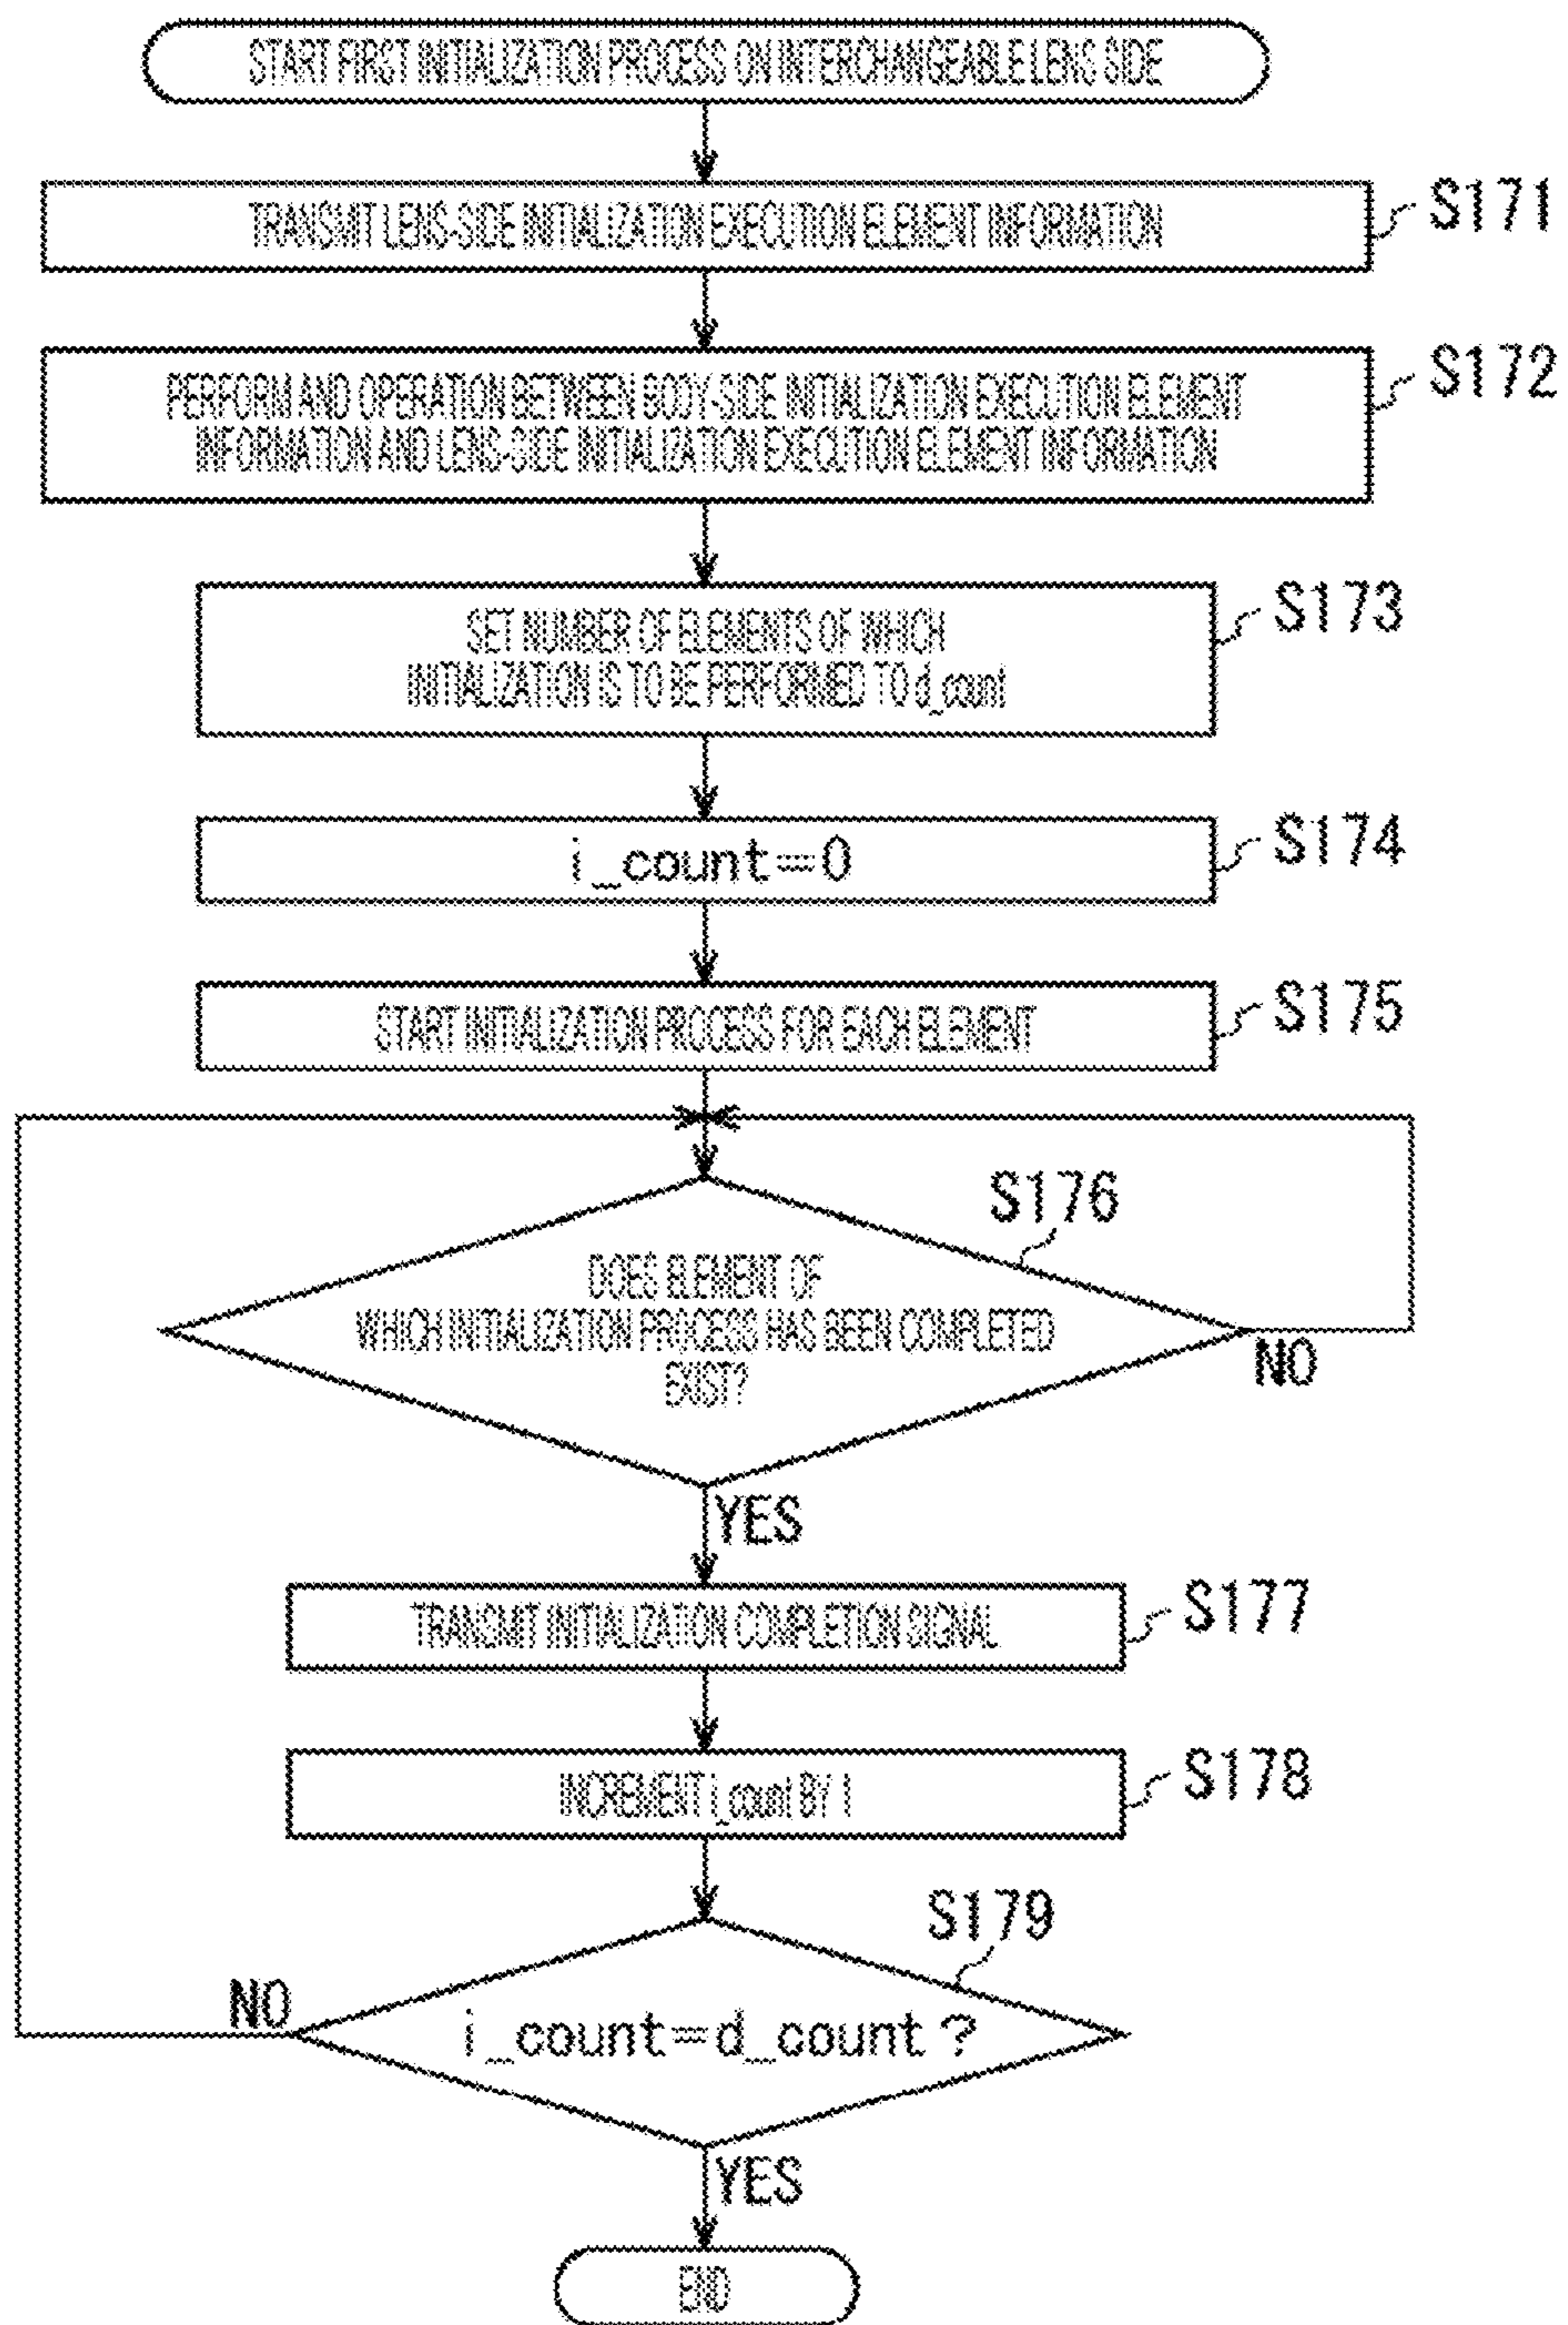 START FIRST INITIALIZATION PROCESS ON INTERCHANGEABLE LENS SIDE
TRANSMIT LENS-SIDE INITIALIZATION EXECUTION ELEMENT INFORMATION
S171
PERFORM AND OPERATION BETWEEN BODY-SIDE INITIALIZATION EXECUTION ELEMENT
INFORMATION AND LENS-SIDE INITIALIZATION EXECUTION ELEMENT INFORMATION
S172
SET NUMBER OF ELEMENTS OF WHICH
INITIALIZATION IS TO BE PERFORMED TO d_count
S173
i_count=0
S174
START INITIALIZATION PROCESS FOR EACH ELEMENT
S175
S176
DOES ELEMENT OF
WHICH INITIALIZATION PROCESS HAS BEEN COMPLETED
EXIST?
NO
YES
TRANSMIT INITIALIZATION COMPLETION SIGNAL
S177
INCREMENT i_count BY 1
S178
S179
NO
i_count=d_count ?
YES
END